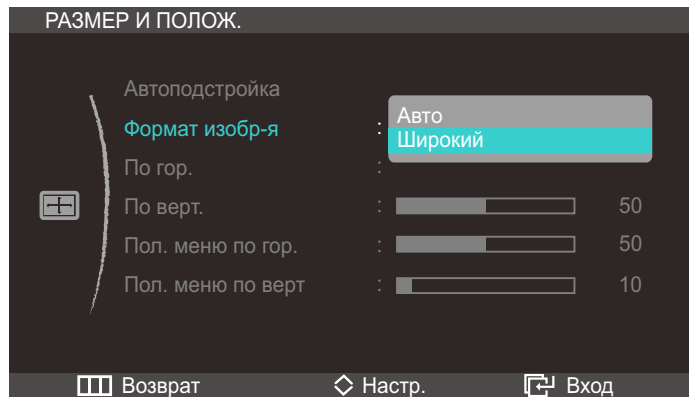 РАЗМЕР И ПОЛОЖ.
Автоподстройка
Формат изобр-я : Авто
Широкий
По гор. :
По верт. : 50
Пол. меню по гор. : 50
Пол. меню по верт : 10
Возврат Настр. Вход